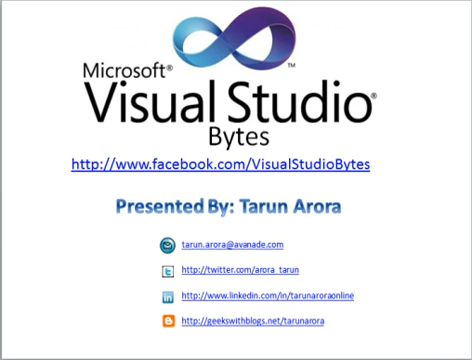 ™
Microsoft®
Visual Studio®
Bytes
http://www.facebook.com/VisualStudioBytes
Presented By: Tarun Arora
tarun.arora@avanade.com
http://twitter.com/arora_tarun
http://www.linkedin.com/in/tarunaroraonline
http://geekswithblogs.net/tarunarora